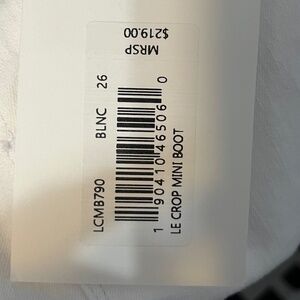 LCMB790 BLNC 26
1 90410 46506 0
LE CROP MINI BOOT
MRSP
$219.00